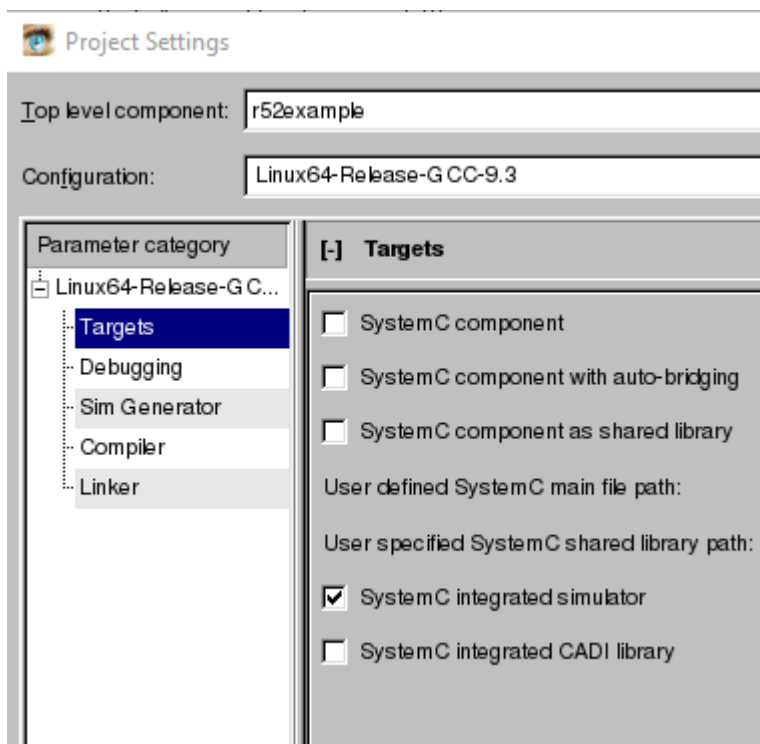 Project Settings
Top level component: r52example
Configuration: Linux64-Release-GCC-9.3
Parameter category
Linux64-Release-GC...
Targets
Debugging
Sim Generator
Compiler
Linker
[-] Targets
SystemC component
SystemC component with auto-bridging
SystemC component as shared library
User defined SystemC main file path:
User specified SystemC shared library path:
SystemC integrated simulator
SystemC integrated CADI library